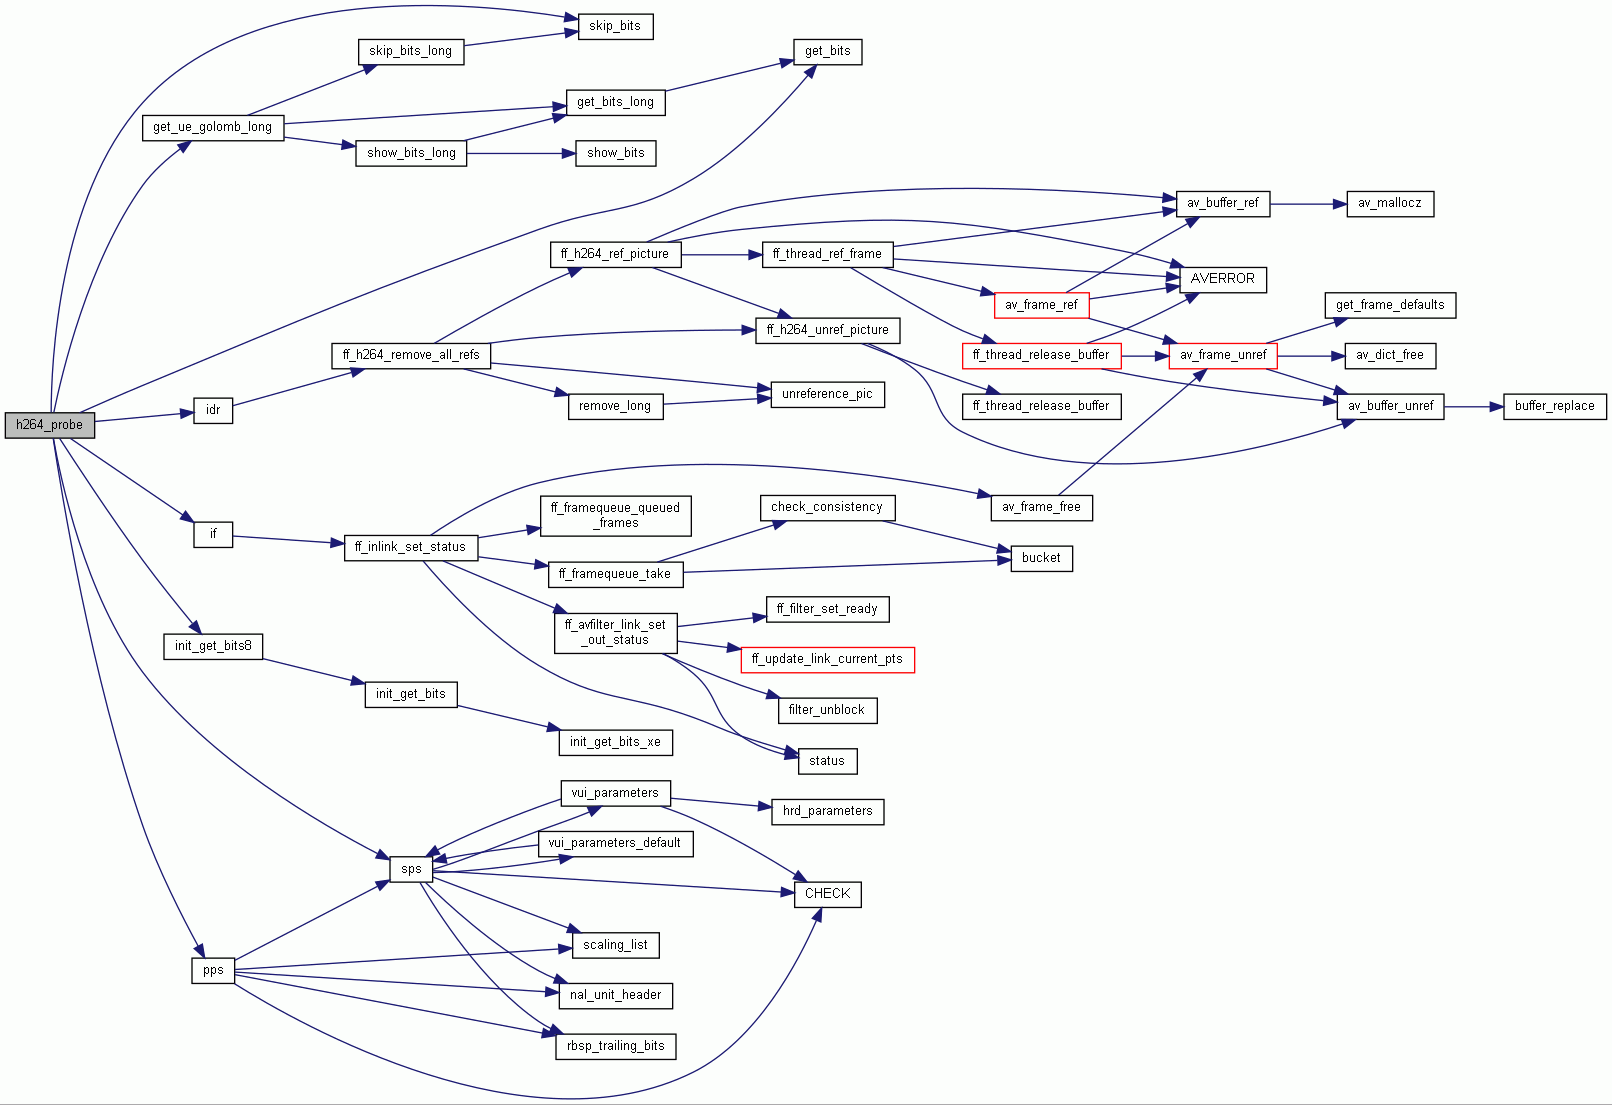 skip_bits
skip_bits_long
get_bits
get_bits_long
get_ue_golomb_long
show_bits_long
show_bits
av_buffer_ref
av_mallocz
ff_h264_ref_picture
ff_thread_ref_frame
AVERROR
av_frame_ref
get_frame_defaults
ff_h264_unref_picture
ff_h264_remove_all_refs
ff_thread_release_buffer
av_frame_unref
av_dict_free
unreference_pic
idr
remove_long
ff_thread_release_buffer
av_buffer_unref
buffer_replace
h264_probe
ff_framequeue_queued
_frames
check_consistency
av_frame_free
if
ff_inlink_set_status
bucket
ff_framequeue_take
ff_filter_set_ready
ff_avfilter_link_set
_out_status
init_get_bits8
ff_update_link_current_pts
init_get_bits
filter_unblock
init_get_bits_xe
status
vui_parameters
hrd_parameters
vui_parameters_default
sps
CHECK
scaling_list
pps
nal_unit_header
rbsp_trailing_bits